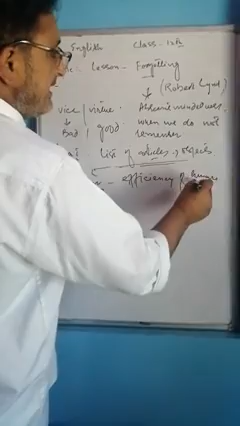 English Class - 12th
Lesson - Forgetting
(Robert Lynd)
vice / virtue. Absent mindedness.
Bad / good when we do not
remember
list of articles, objects
- efficiency of human